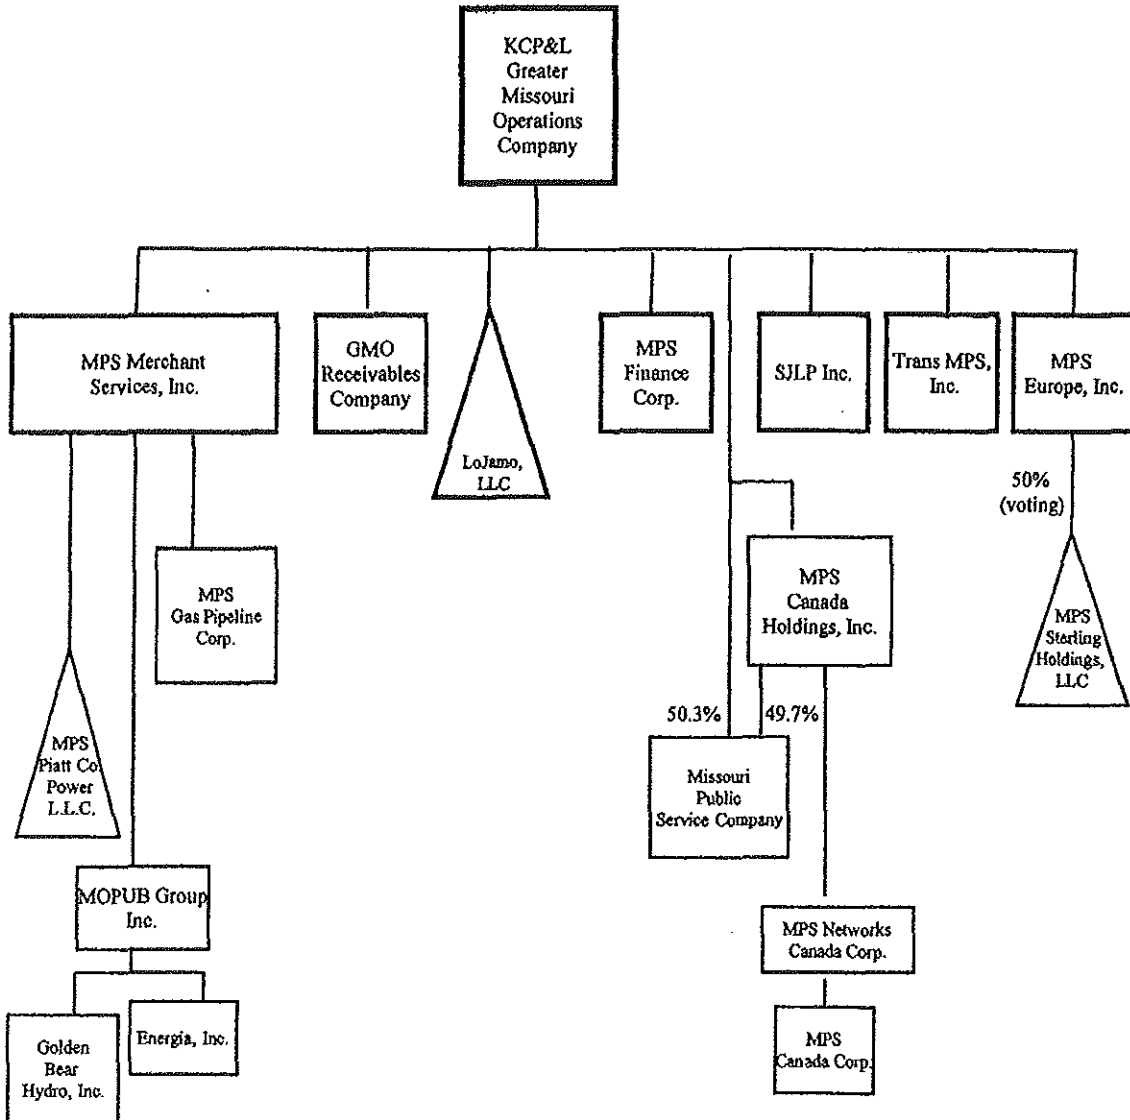 KCP&L
Greater
Missouri
Operations
Company
MPS Merchant
Services, Inc.
GMO
Receivables
Company
LoJamo,
LLC
MPS
Finance
Corp.
SJLP Inc.
Trans MPS,
Inc.
MPS
Europe, Inc.
50%
(voting)
MPS
Gas Pipeline
Corp.
MPS
Canada
Holdings, Inc.
MPS
Sterling
Holdings,
LLC
50.3%
49.7%
MPS
Piatt Co.
Power
L.L.C.
Missouri
Public
Service Company
MOPUB Group
Inc.
MPS Networks
Canada Corp.
Golden
Bear
Hydro, Inc.
Energía, Inc.
MPS
Canada Corp.